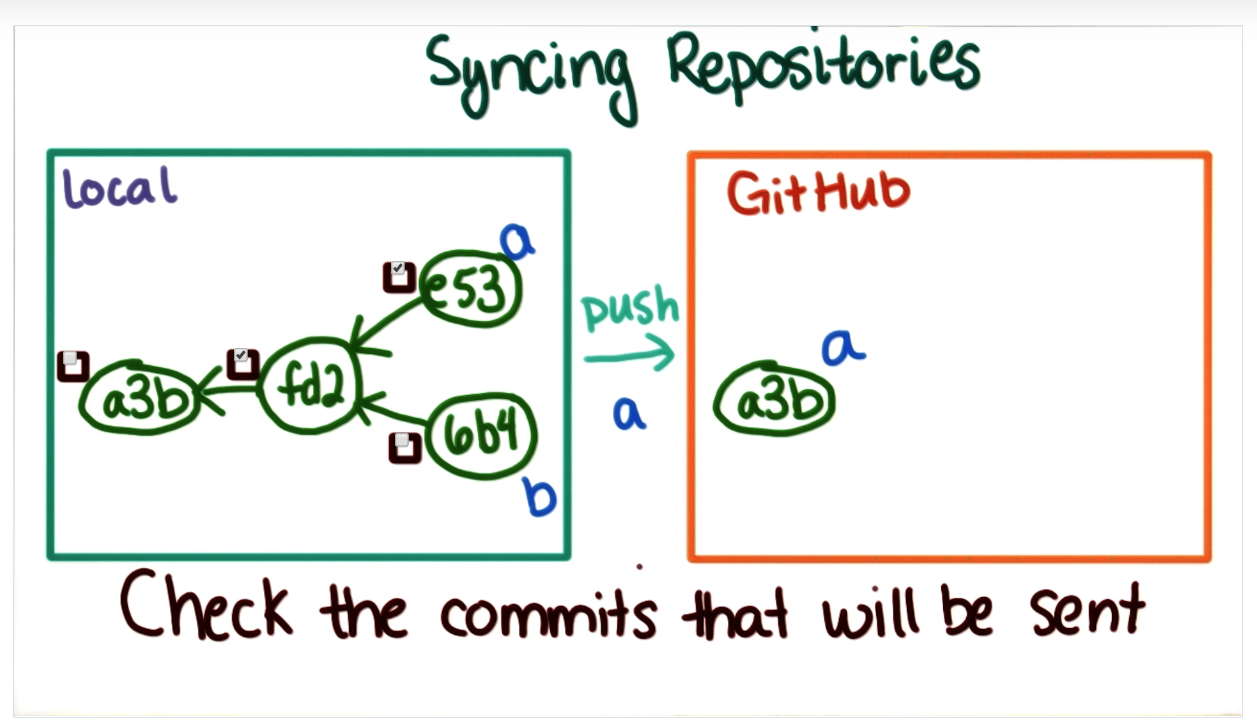 Syncing Repositories
local
GitHub
a
e53
push
a
a3b
fd2
a3b
a
6b4
b
Check the commits that will be sent